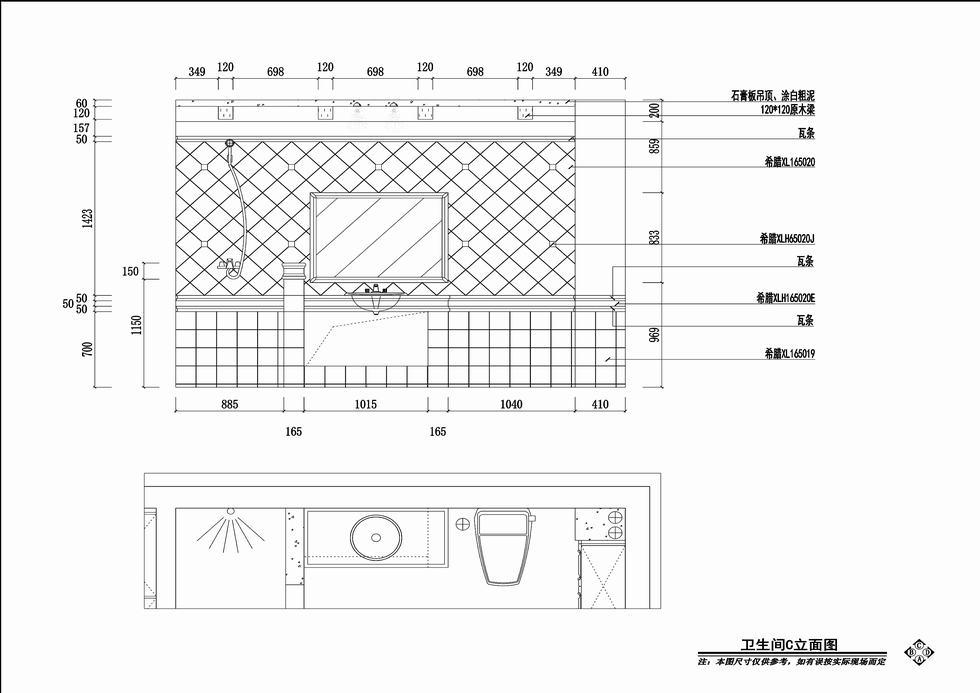 349 120 698 120 698 120 698 120 349 410
石膏板吊顶、涂白粗泥
60
120
120*120原木梁
200
157
50
瓦条
859
希腊XL165020
1423
833
希腊XLH65020J
瓦条
150
50
50
50
希腊XLH165020E
1150
瓦条
969
700
希腊XL165019
885 1015 1040 410
165 165
卫生间C立面图
注：本图尺寸仅供参考，如有误按实际现场而定
C
B D
A